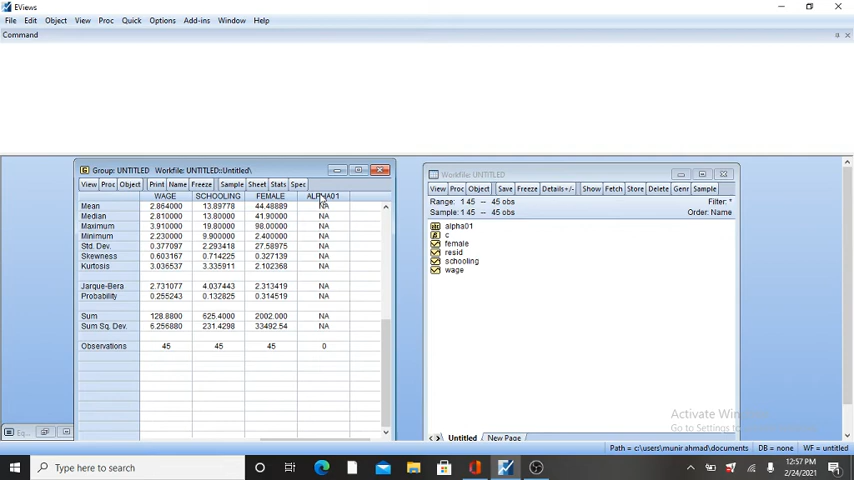 EViews
File Edit Object View Proc Quick Options Add-ins Window Help
Command
Group: UNTITLED Workfile: UNTITLED::Untitled\
View Proc Object Print Name Freeze Sample Sheet Stats Spec
WAGE SCHOOLING FEMALE ALPHA01
Mean 2.864000 13.89778 44.48889 NA
Median 2.810000 13.80000 41.90000 NA
Maximum 3.910000 19.80000 98.00000 NA
Minimum 2.230000 9.900000 2.400000 NA
Std. Dev. 0.377097 2.293418 27.58975 NA
Skewness 0.603167 0.714225 0.327139 NA
Kurtosis 3.036537 3.335911 2.102368 NA
Jarque-Bera 2.731077 4.037443 2.313419 NA
Probability 0.255243 0.132825 0.314519 NA
Sum 128.8800 625.4000 2002.000 NA
Sum Sq. Dev. 6.256880 231.4298 33492.54 NA
Observations 45 45 45 0
Workfile: UNTITLED
View Proc Object Save Freeze Details+/- Show Fetch Store Delete Genr Sample
Range: 1 45 -- 45 obs Filter: *
Sample: 1 45 -- 45 obs Order: Name
alpha01
c
female
resid
schooling
wage
Untitled New Page
Eq...
Activate Win
Go to Settings to
Path = c:\users\munir ahmad\documents DB = none WF = untitled
Type here to search
12:57 PM
2/24/2021